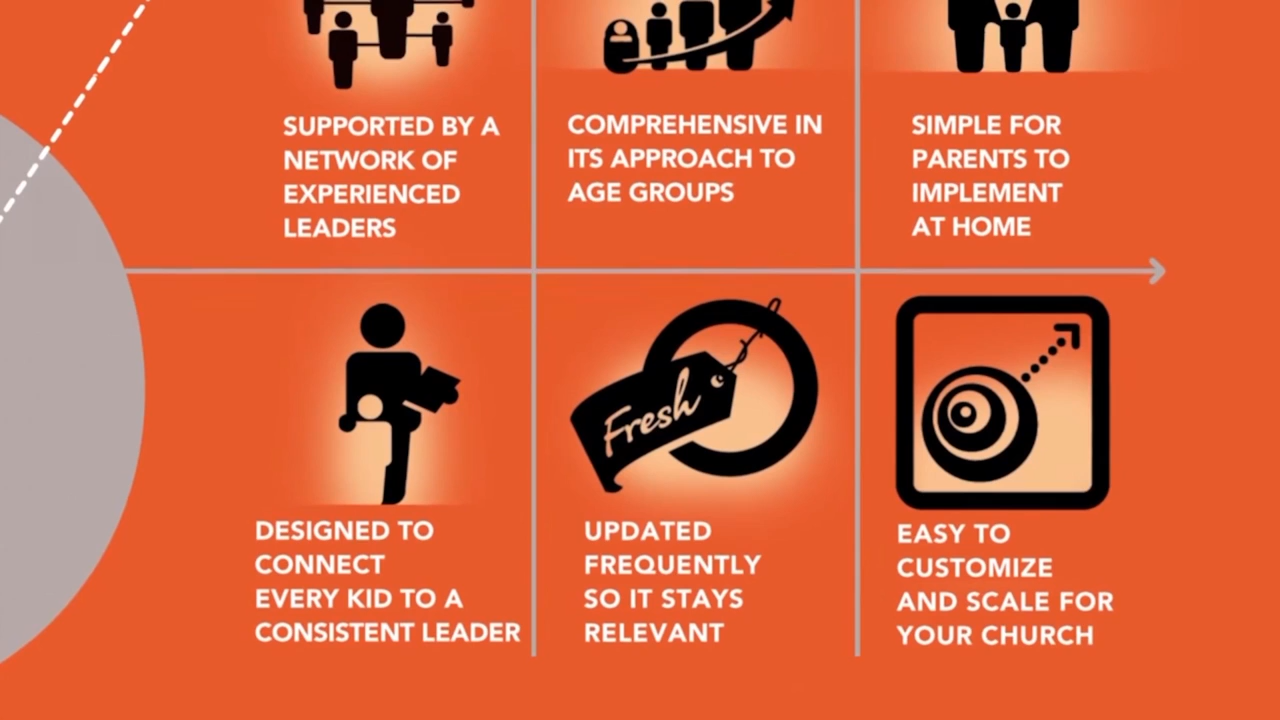 SUPPORTED BY A
NETWORK OF
EXPERIENCED
LEADERS
COMPREHENSIVE IN
ITS APPROACH TO
AGE GROUPS
SIMPLE FOR
PARENTS TO
IMPLEMENT
AT HOME
DESIGNED TO
CONNECT
EVERY KID TO A
CONSISTENT LEADER
Fresh
UPDATED
FREQUENTLY
SO IT STAYS
RELEVANT
EASY TO
CUSTOMIZE
AND SCALE FOR
YOUR CHURCH